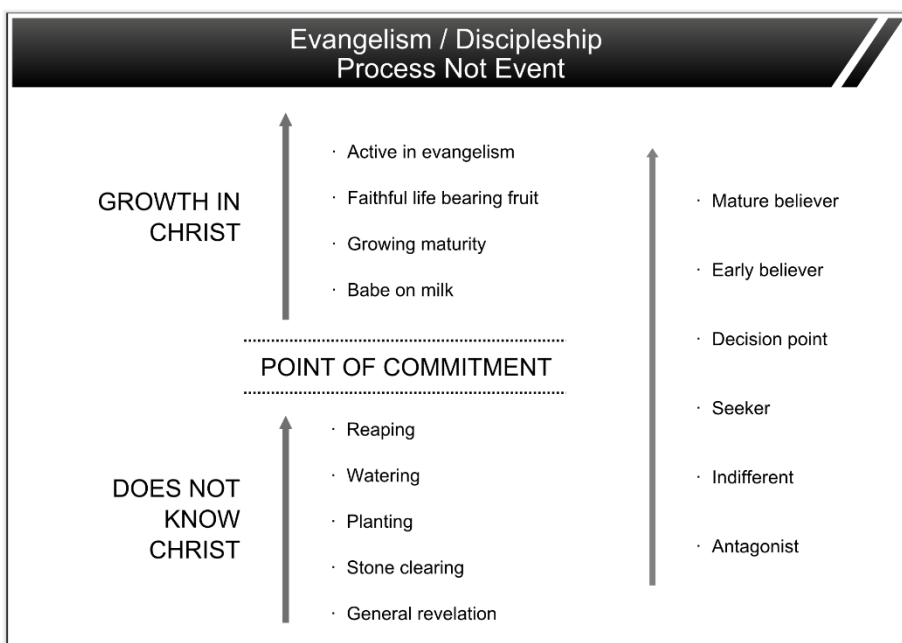 Evangelism / Discipleship
Process Not Event
GROWTH IN
CHRIST
· Active in evangelism
· Faithful life bearing fruit
· Growing maturity
· Babe on milk
POINT OF COMMITMENT
DOES NOT
KNOW
CHRIST
· Reaping
· Watering
· Planting
· Stone clearing
· General revelation
· Mature believer
· Early believer
· Decision point
· Seeker
· Indifferent
· Antagonist